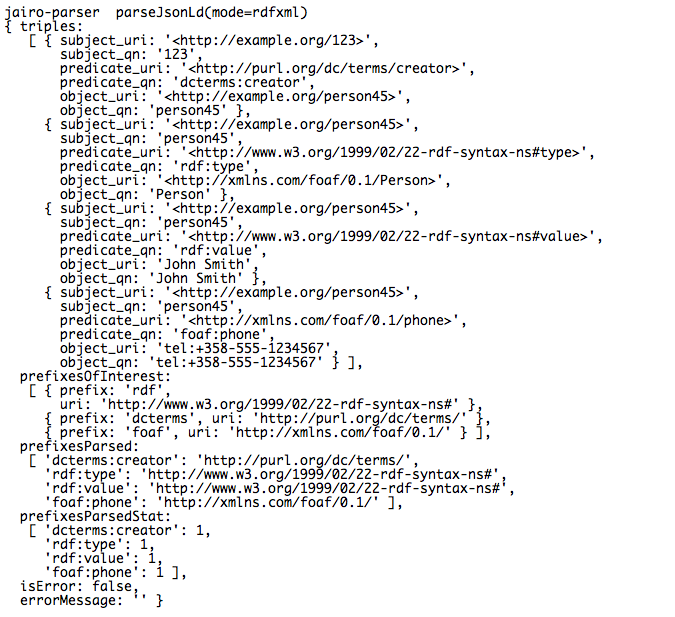 jairo-parser  parseJsonLd(mode=rdfxml)
{ triples:
   [ { subject_uri: '<http://example.org/123>',
       subject_qn: '123',
       predicate_uri: '<http://purl.org/dc/terms/creator>',
       predicate_qn: 'dcterms:creator',
       object_uri: '<http://example.org/person45>',
       object_qn: 'person45' },
     { subject_uri: '<http://example.org/person45>',
       subject_qn: 'person45',
       predicate_uri: '<http://www.w3.org/1999/02/22-rdf-syntax-ns#type>',
       predicate_qn: 'rdf:type',
       object_uri: '<http://xmlns.com/foaf/0.1/Person>',
       object_qn: 'Person' },
     { subject_uri: '<http://example.org/person45>',
       subject_qn: 'person45',
       predicate_uri: '<http://www.w3.org/1999/02/22-rdf-syntax-ns#value>',
       predicate_qn: 'rdf:value',
       object_uri: 'John Smith',
       object_qn: 'John Smith' },
     { subject_uri: '<http://example.org/person45>',
       subject_qn: 'person45',
       predicate_uri: '<http://xmlns.com/foaf/0.1/phone>',
       predicate_qn: 'foaf:phone',
       object_uri: 'tel:+358-555-1234567',
       object_qn: 'tel:+358-555-1234567' } ],
  prefixesOfInterest:
   [ { prefix: 'rdf',
       uri: 'http://www.w3.org/1999/02/22-rdf-syntax-ns#' },
     { prefix: 'dcterms', uri: 'http://purl.org/dc/terms/' },
     { prefix: 'foaf', uri: 'http://xmlns.com/foaf/0.1/' } ],
  prefixesParsed:
   [ 'dcterms:creator': 'http://purl.org/dc/terms/',
     'rdf:type': 'http://www.w3.org/1999/02/22-rdf-syntax-ns#',
     'rdf:value': 'http://www.w3.org/1999/02/22-rdf-syntax-ns#',
     'foaf:phone': 'http://xmlns.com/foaf/0.1/' ],
  prefixesParsedStat:
   [ 'dcterms:creator': 1,
     'rdf:type': 1,
     'rdf:value': 1,
     'foaf:phone': 1 ],
  isError: false,
  errorMessage: '' }